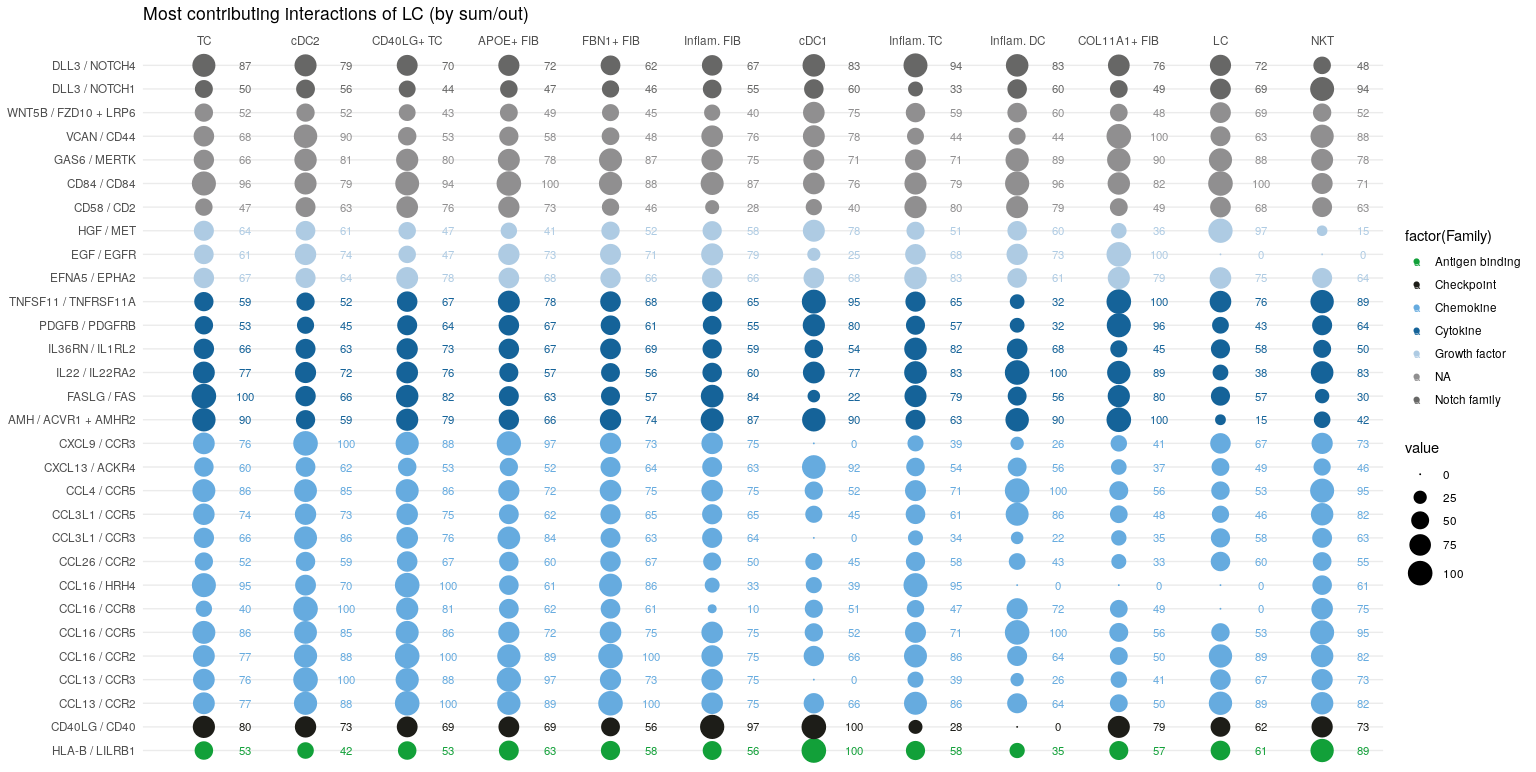 Most contributing interactions of LC (by sum/out)
TC cDC2 CD40LG+ TC APOE+ FIB FBN1+ FIB Inflam. FIB cDC1 Inflam. TC Inflam. DC COL11A1+ FIB LC NKT
DLL3 / NOTCH4 87 79 70 72 62 67 83 94 83 76 72 48
DLL3 / NOTCH1 50 56 44 47 46 55 60 33 60 49 69 94
WNT5B / FZD10 + LRP6 52 52 43 49 45 40 75 59 60 48 69 52
VCAN / CD44 68 90 53 58 48 76 78 44 44 100 63 88
GAS6 / MERTK 66 81 80 78 87 75 71 71 89 90 88 78
CD84 / CD84 96 79 94 100 88 87 76 79 96 82 100 71
CD58 / CD2 47 63 76 73 46 28 40 80 79 49 68 63
HGF / MET 64 61 47 41 52 58 78 51 60 36 97 15
EGF / EGFR 61 74 47 73 71 79 25 68 73 100 0 0
EFNA5 / EPHA2 67 64 78 68 66 66 68 83 61 79 75 64
TNFSF11 / TNFRSF11A 59 52 67 78 68 65 95 65 32 100 76 89
PDGFB / PDGFRB 53 45 64 67 61 55 80 57 32 96 43 64
IL36RN / IL1RL2 66 63 73 67 69 59 54 82 68 45 58 50
IL22 / IL22RA2 77 72 76 57 56 60 77 83 100 89 38 83
FASLG / FAS 100 66 82 63 57 84 22 79 56 80 57 30
AMH / ACVR1 + AMHR2 90 59 79 66 74 87 90 63 90 100 15 42
CXCL9 / CCR3 76 100 88 97 73 75 0 39 26 41 67 73
CXCL13 / ACKR4 60 62 53 52 64 63 92 54 56 37 49 46
CCL4 / CCR5 86 85 86 72 75 75 52 71 100 56 53 95
CCL3L1 / CCR5 74 73 75 62 65 65 45 61 86 48 46 82
CCL3L1 / CCR3 66 86 76 84 63 64 0 34 22 35 58 63
CCL26 / CCR2 52 59 67 60 67 50 45 58 43 33 60 55
CCL16 / HRH4 95 70 100 61 86 33 39 95 0 0 0 61
CCL16 / CCR8 40 100 81 62 61 10 51 47 72 49 0 75
CCL16 / CCR5 86 85 86 72 75 75 52 71 100 56 53 95
CCL16 / CCR2 77 88 100 89 100 75 66 86 64 50 89 82
CCL13 / CCR3 76 100 88 97 73 75 0 39 26 41 67 73
CCL13 / CCR2 77 88 100 89 100 75 66 86 64 50 89 82
CD40LG / CD40 80 73 69 69 56 97 100 28 0 79 62 73
HLA-B / LILRB1 53 42 53 63 58 56 100 58 35 57 61 89
factor(Family)
Antigen binding
Checkpoint
Chemokine
Cytokine
Growth factor
NA
Notch family
value
0
25
50
75
100